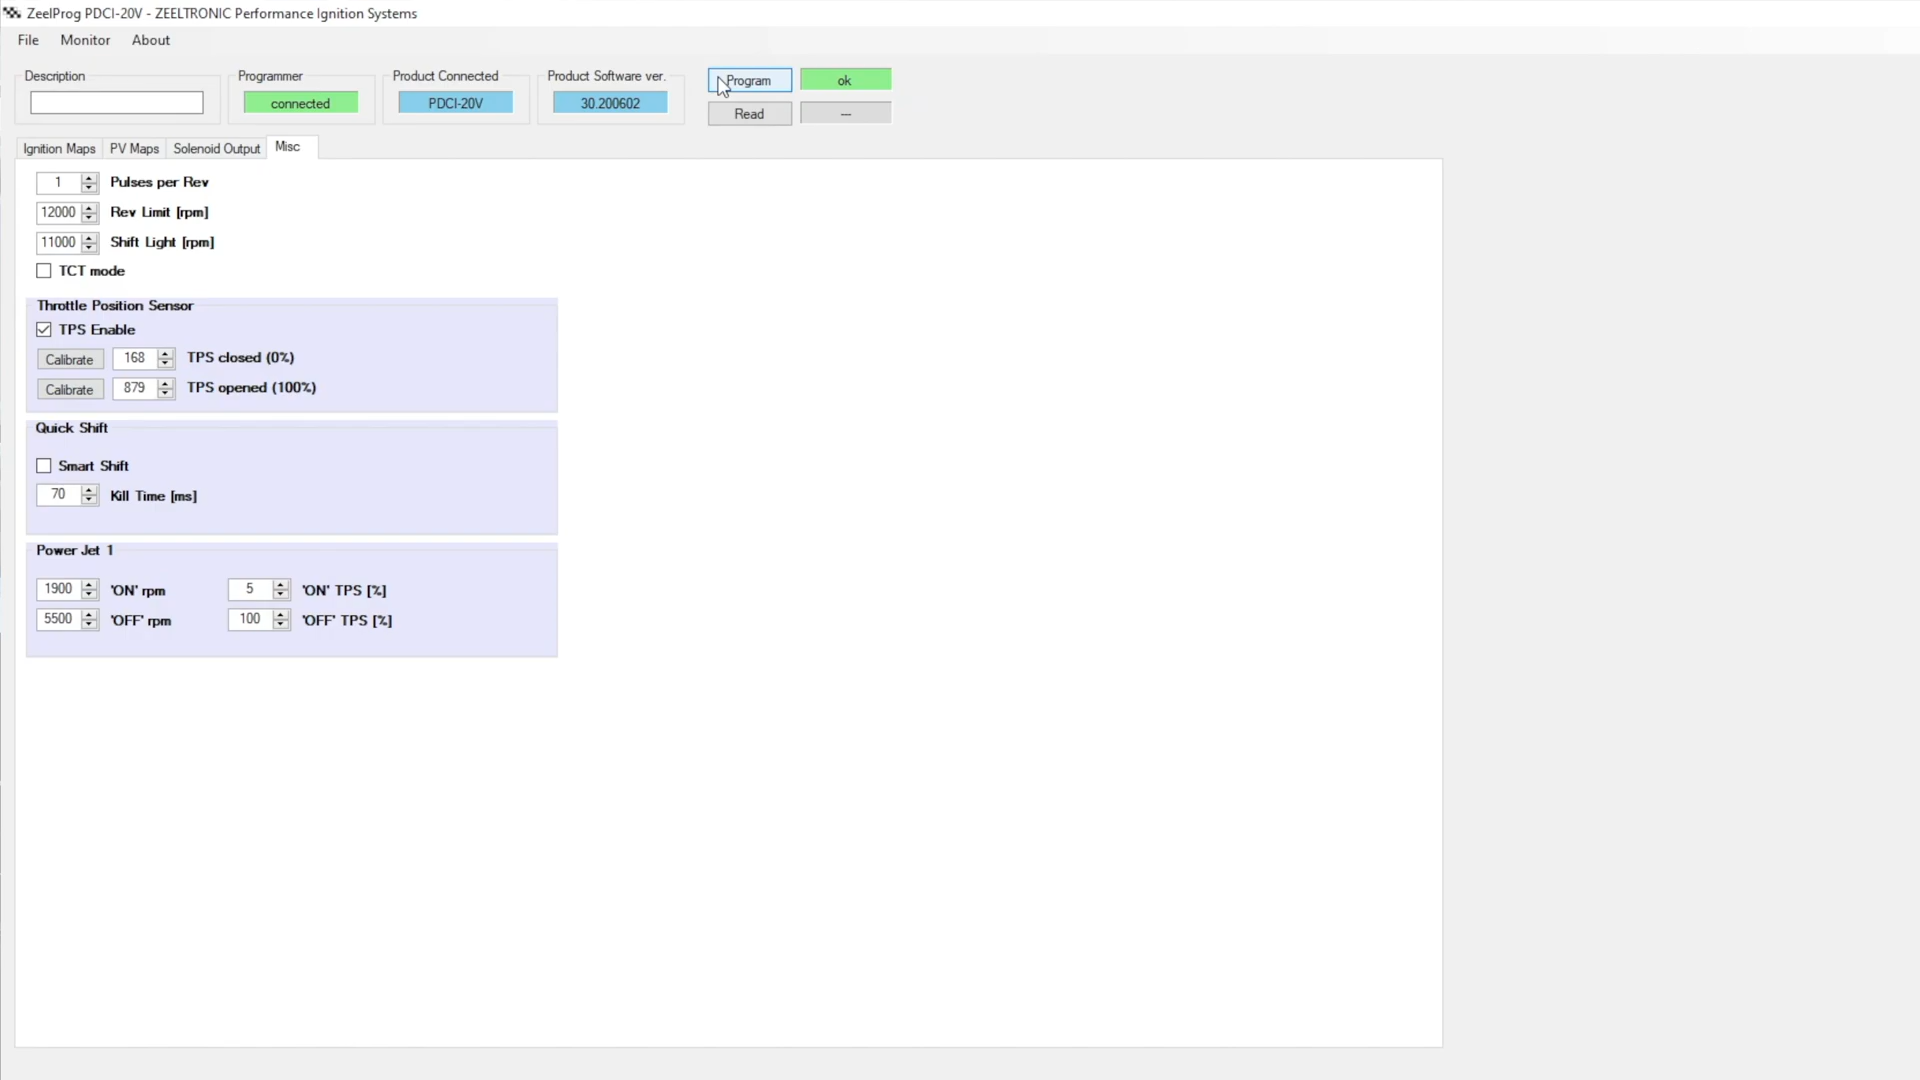 ZeelProg PDCI-20V - ZEELTRONIC Performance Ignition Systems
File Monitor About
Description Programmer Product Connected Product Software ver.
Program ok
connected PDCI-20V 30.200602
Read ---
Ignition Maps PV Maps Solenoid Output Misc
1 Pulses per Rev
12000 Rev Limit [rpm]
11000 Shift Light [rpm]
TCT mode
Throttle Position Sensor
TPS Enable
Calibrate 168 TPS closed (0%)
Calibrate 879 TPS opened (100%)
Quick Shift
Smart Shift
70 Kill Time [ms]
Power Jet 1
1900 'ON' rpm 5 'ON' TPS [%]
5500 'OFF' rpm 100 'OFF' TPS [%]